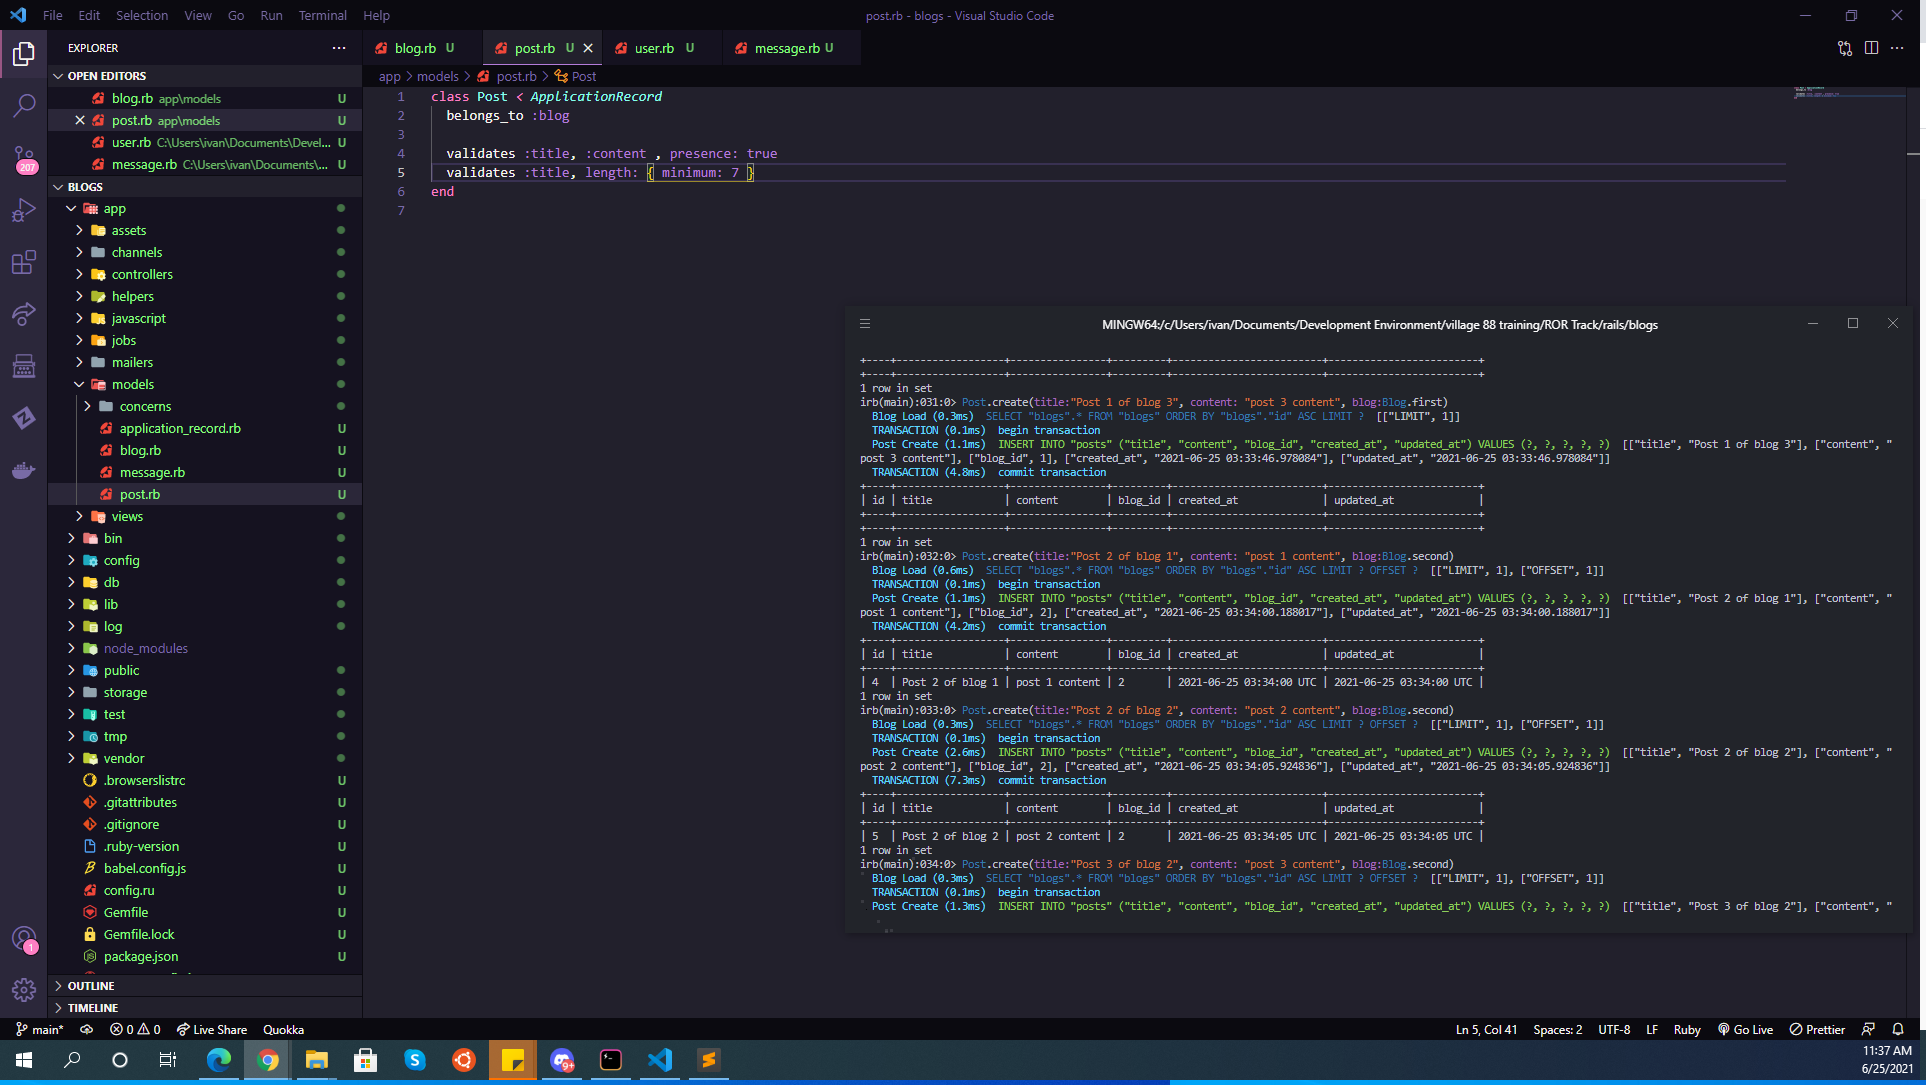 File Edit Selection View Go Run Terminal Help
post.rb - blogs - Visual Studio Code
EXPLORER
OPEN EDITORS
blog.rb app\models U
post.rb app\models U
user.rb C:\Users\ivan\Documents\Devel... U
message.rb C:\Users\ivan\Documents\... U
BLOGS
app
assets
channels
controllers
helpers
javascript
jobs
mailers
models
concerns
application_record.rb U
blog.rb U
message.rb U
post.rb U
views
bin
config
db
lib
log
node_modules
public
storage
test
tmp
vendor
.browserslistrc U
.gitattributes U
.gitignore U
.ruby-version U
babel.config.js U
config.ru U
Gemfile U
Gemfile.lock U
package.json U
OUTLINE
TIMELINE
207
1
blog.rb U
post.rb U
user.rb U
message.rb U
app > models > post.rb > Post
1 class Post < ApplicationRecord
2 belongs_to :blog
3
4 validates :title, :content , presence: true
5 validates :title, length: { minimum: 7 }
6 end
7
MINGW64:/c/Users/ivan/Documents/Development Environment/village 88 training/ROR Track/rails/blogs
+----+------------------+----------------+---------+-------------------------+-------------------------+
+----+------------------+----------------+---------+-------------------------+-------------------------+
1 row in set
irb(main):031:0> Post.create(title:"Post 1 of blog 3", content: "post 3 content", blog:Blog.first)
Blog Load (0.3ms) SELECT "blogs".* FROM "blogs" ORDER BY "blogs"."id" ASC LIMIT ? [["LIMIT", 1]]
TRANSACTION (0.1ms) begin transaction
Post Create (1.1ms) INSERT INTO "posts" ("title", "content", "blog_id", "created_at", "updated_at") VALUES (?, ?, ?, ?, ?) [["title", "Post 1 of blog 3"], ["content", "
post 3 content"], ["blog_id", 1], ["created_at", "2021-06-25 03:33:46.978084"], ["updated_at", "2021-06-25 03:33:46.978084"]]
TRANSACTION (4.8ms) commit transaction
+----+------------------+----------------+---------+-------------------------+-------------------------+
| id | title | content | blog_id | created_at | updated_at |
+----+------------------+----------------+---------+-------------------------+-------------------------+
+----+------------------+----------------+---------+-------------------------+-------------------------+
1 row in set
irb(main):032:0> Post.create(title:"Post 2 of blog 1", content: "post 1 content", blog:Blog.second)
Blog Load (0.6ms) SELECT "blogs".* FROM "blogs" ORDER BY "blogs"."id" ASC LIMIT ? OFFSET ? [["LIMIT", 1], ["OFFSET", 1]]
TRANSACTION (0.1ms) begin transaction
Post Create (1.1ms) INSERT INTO "posts" ("title", "content", "blog_id", "created_at", "updated_at") VALUES (?, ?, ?, ?, ?) [["title", "Post 2 of blog 1"], ["content", "
post 1 content"], ["blog_id", 2], ["created_at", "2021-06-25 03:34:00.188017"], ["updated_at", "2021-06-25 03:34:00.188017"]]
TRANSACTION (4.2ms) commit transaction
+----+------------------+----------------+---------+-------------------------+-------------------------+
| id | title | content | blog_id | created_at | updated_at |
+----+------------------+----------------+---------+-------------------------+-------------------------+
| 4 | Post 2 of blog 1 | post 1 content | 2 | 2021-06-25 03:34:00 UTC | 2021-06-25 03:34:00 UTC |
1 row in set
irb(main):033:0> Post.create(title:"Post 2 of blog 2", content: "post 2 content", blog:Blog.second)
Blog Load (0.3ms) SELECT "blogs".* FROM "blogs" ORDER BY "blogs"."id" ASC LIMIT ? OFFSET ? [["LIMIT", 1], ["OFFSET", 1]]
TRANSACTION (0.1ms) begin transaction
Post Create (2.6ms) INSERT INTO "posts" ("title", "content", "blog_id", "created_at", "updated_at") VALUES (?, ?, ?, ?, ?) [["title", "Post 2 of blog 2"], ["content", "
post 2 content"], ["blog_id", 2], ["created_at", "2021-06-25 03:34:05.924836"], ["updated_at", "2021-06-25 03:34:05.924836"]]
TRANSACTION (7.3ms) commit transaction
+----+------------------+----------------+---------+-------------------------+-------------------------+
| id | title | content | blog_id | created_at | updated_at |
+----+------------------+----------------+---------+-------------------------+-------------------------+
| 5 | Post 2 of blog 2 | post 2 content | 2 | 2021-06-25 03:34:05 UTC | 2021-06-25 03:34:05 UTC |
1 row in set
irb(main):034:0> Post.create(title:"Post 3 of blog 2", content: "post 3 content", blog:Blog.second)
Blog Load (0.3ms) SELECT "blogs".* FROM "blogs" ORDER BY "blogs"."id" ASC LIMIT ? OFFSET ? [["LIMIT", 1], ["OFFSET", 1]]
TRANSACTION (0.1ms) begin transaction
Post Create (1.3ms) INSERT INTO "posts" ("title", "content", "blog_id", "created_at", "updated_at") VALUES (?, ?, ?, ?, ?) [["title", "Post 3 of blog 2"], ["content", "
main* 0 0 Live Share Quokka
Ln 5, Col 41 Spaces: 2 UTF-8 LF Ruby Go Live Prettier
9+
11:37 AM
6/25/2021